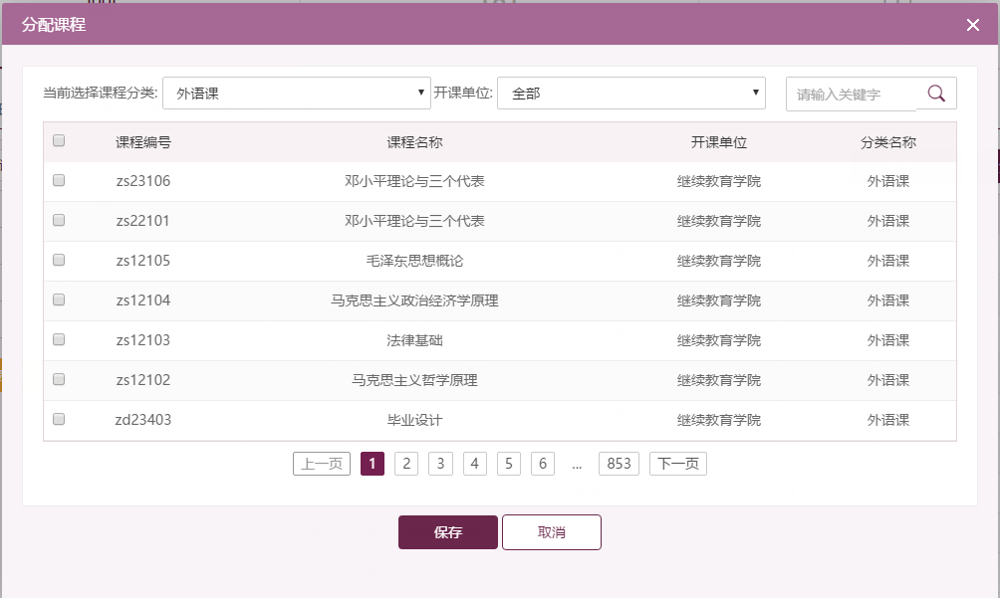 分配课程
当前选择课程分类: 外语课 开课单位: 全部 请输入关键字
课程编号 课程名称 开课单位 分类名称
zs23106 邓小平理论与三个代表 继续教育学院 外语课
zs22101 邓小平理论与三个代表 继续教育学院 外语课
zs12105 毛泽东思想概论 继续教育学院 外语课
zs12104 马克思主义政治经济学原理 继续教育学院 外语课
zs12103 法律基础 继续教育学院 外语课
zs12102 马克思主义哲学原理 继续教育学院 外语课
zd23403 毕业设计 继续教育学院 外语课
上一页 1 2 3 4 5 6 ... 853 下一页
保存 取消